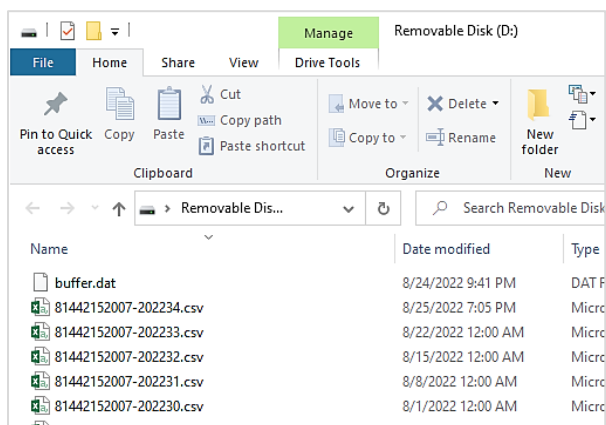 Manage Removable Disk (D:)
File Home Share View Drive Tools
Pin to Quick access
Copy
Paste
Cut
Copy path
Paste shortcut
Clipboard
Move to
Copy to
Delete
Rename
Organize
New folder
New
Removable Dis...
Search Removable Disk
Name Date modified Type
buffer.dat 8/24/2022 9:41 PM DAT F
81442152007-202234.csv 8/25/2022 7:05 PM Micro
81442152007-202233.csv 8/22/2022 12:00 AM Micro
81442152007-202232.csv 8/15/2022 12:00 AM Micro
81442152007-202231.csv 8/8/2022 12:00 AM Micro
81442152007-202230.csv 8/1/2022 12:00 AM Micro